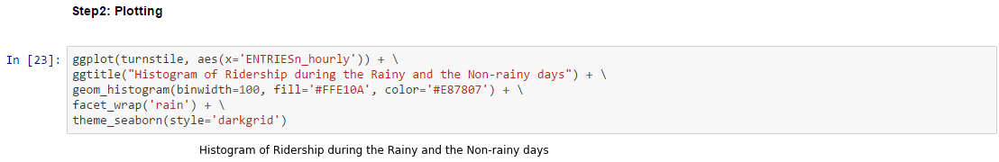 Step2: Plotting
In [23]: ggplot(turnstile, aes(x='ENTRIESn_hourly')) + \
ggtitle("Histogram of Ridership during the Rainy and the Non-rainy days") + \
geom_histogram(binwidth=100, fill='#FFE10A', color='#E87807') + \
facet_wrap('rain') + \
theme_seaborn(style='darkgrid')
Histogram of Ridership during the Rainy and the Non-rainy days